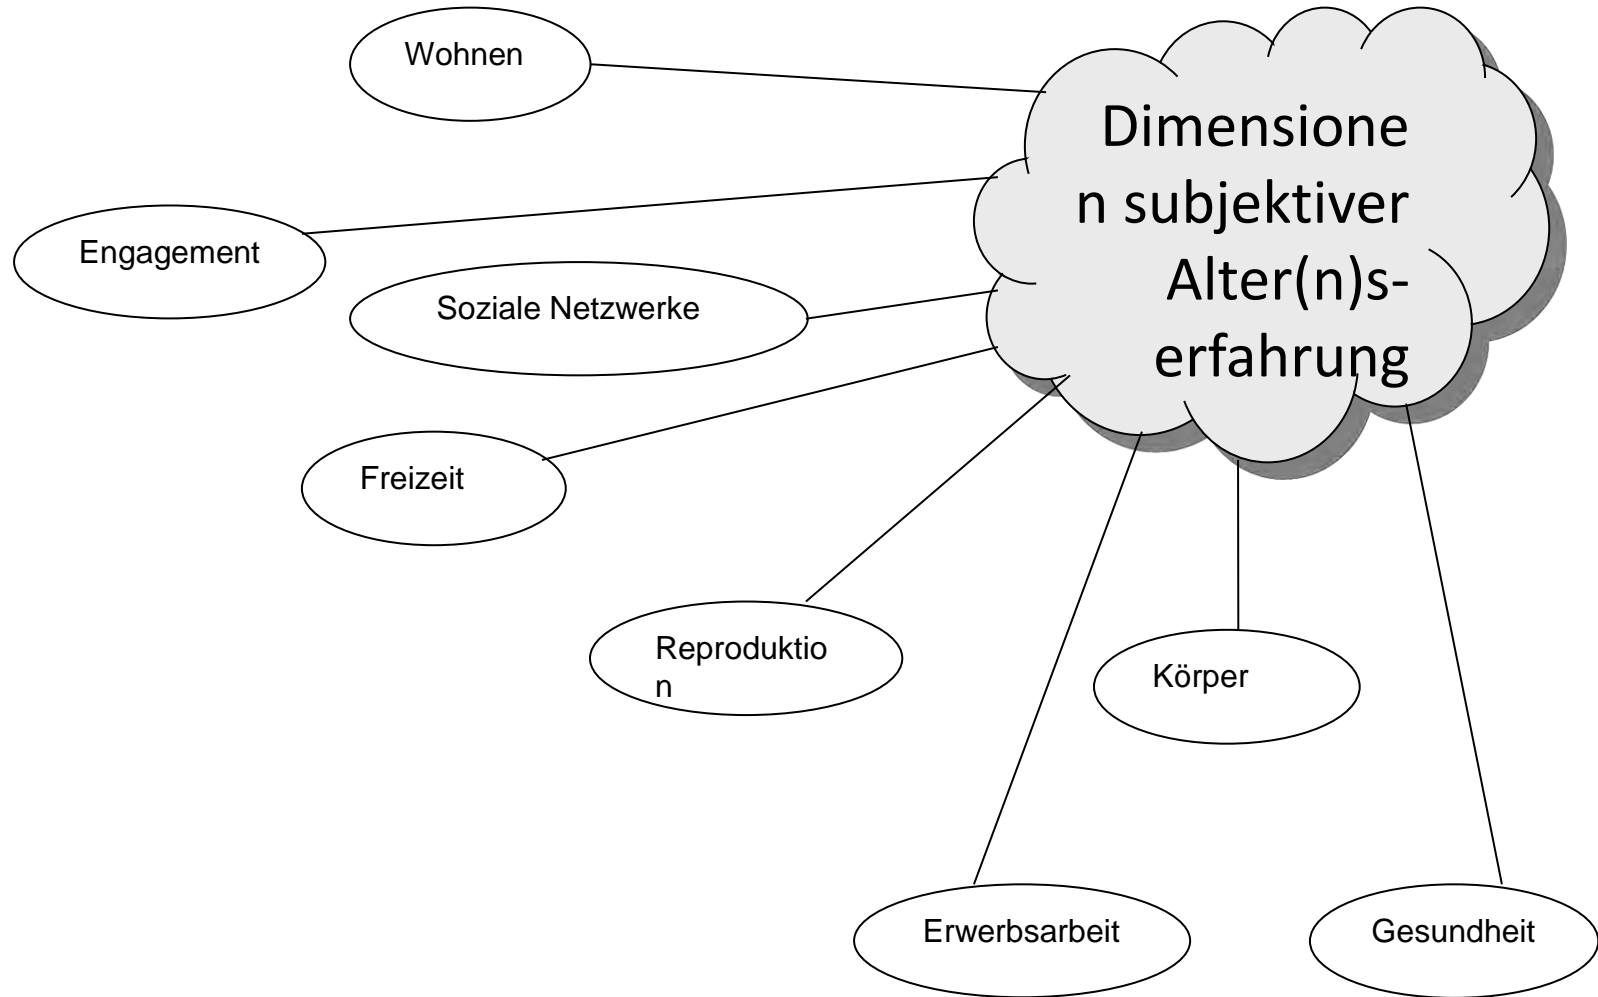 Wohnen
Dimensione
n subjektiver
Alter(n)s-
erfahrung
Engagement
Soziale Netzwerke
Freizeit
Reproduktio
n
Körper
Erwerbsarbeit
Gesundheit